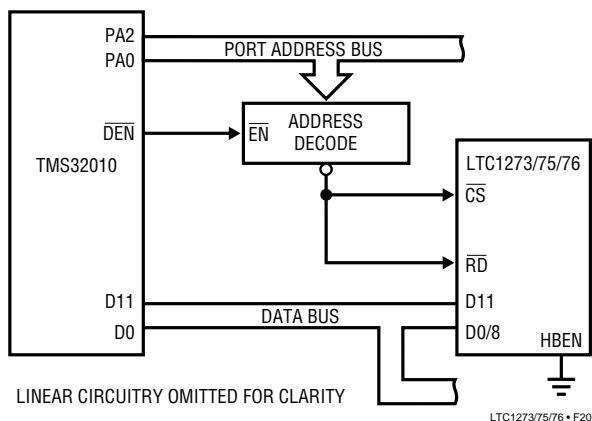 PA2
PORT ADDRESS BUS
PA0
DEN
EN
ADDRESS
DECODE
TMS32010
LTC1273/75/76
CS
RD
D11
D11
DATA BUS
D0
D0/8
HBEN
LINEAR CIRCUITRY OMITTED FOR CLARITY
LTC1273/75/76 • F20